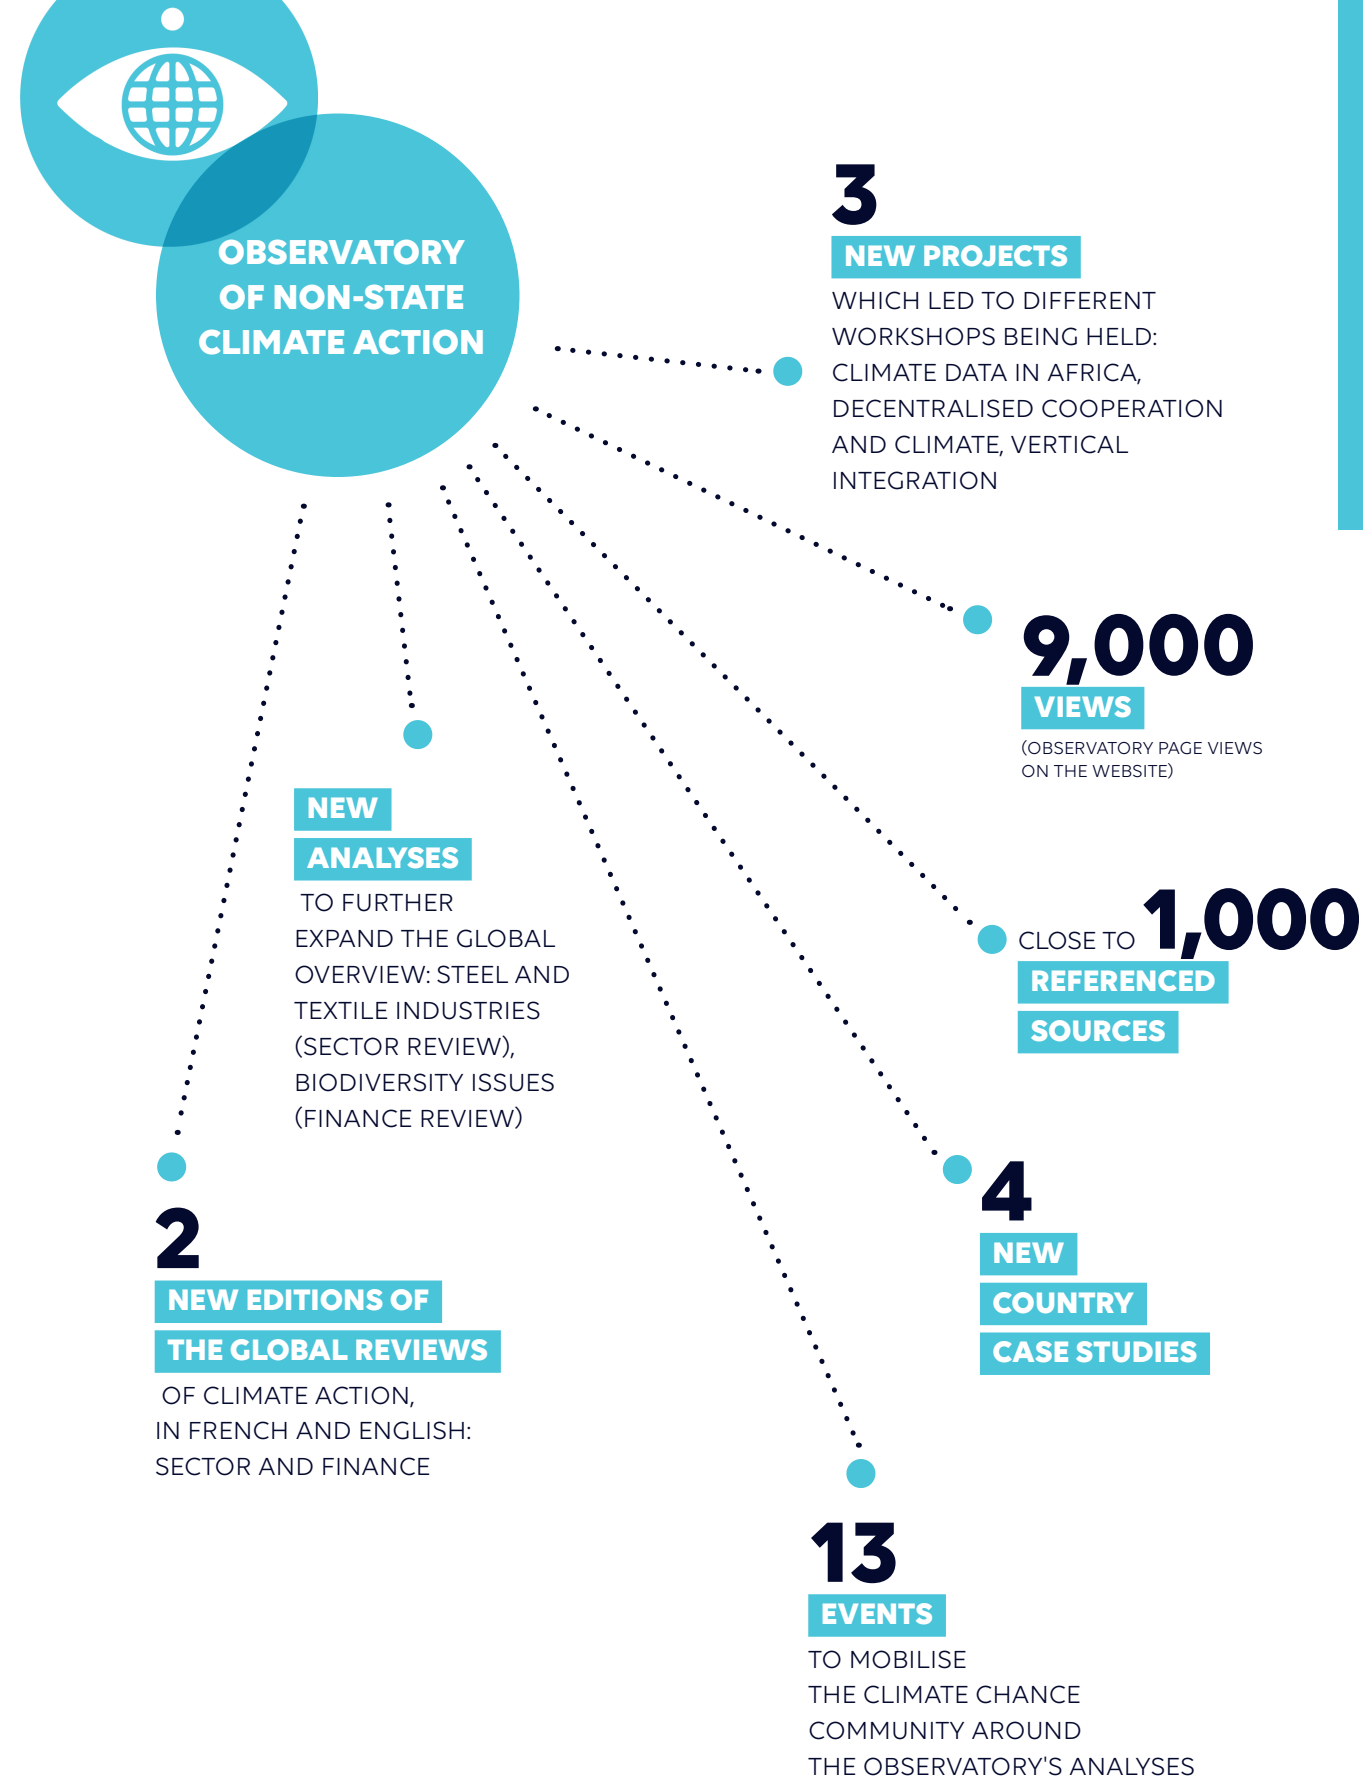 OBSERVATORY
OF NON-STATE
CLIMATE ACTION
3
NEW PROJECTS
WHICH LED TO DIFFERENT
WORKSHOPS BEING HELD:
CLIMATE DATA IN AFRICA,
DECENTRALISED COOPERATION
AND CLIMATE, VERTICAL
INTEGRATION
9,000
VIEWS
(OBSERVATORY PAGE VIEWS
ON THE WEBSITE)
CLOSE TO 1,000
REFERENCED
SOURCES
4
NEW
COUNTRY
CASE STUDIES
13
EVENTS
TO MOBILISE
THE CLIMATE CHANCE
COMMUNITY AROUND
THE OBSERVATORY'S ANALYSES
NEW
ANALYSES
TO FURTHER
EXPAND THE GLOBAL
OVERVIEW: STEEL AND
TEXTILE INDUSTRIES
(SECTOR REVIEW),
BIODIVERSITY ISSUES
(FINANCE REVIEW)
2
NEW EDITIONS OF
THE GLOBAL REVIEWS
OF CLIMATE ACTION,
IN FRENCH AND ENGLISH:
SECTOR AND FINANCE